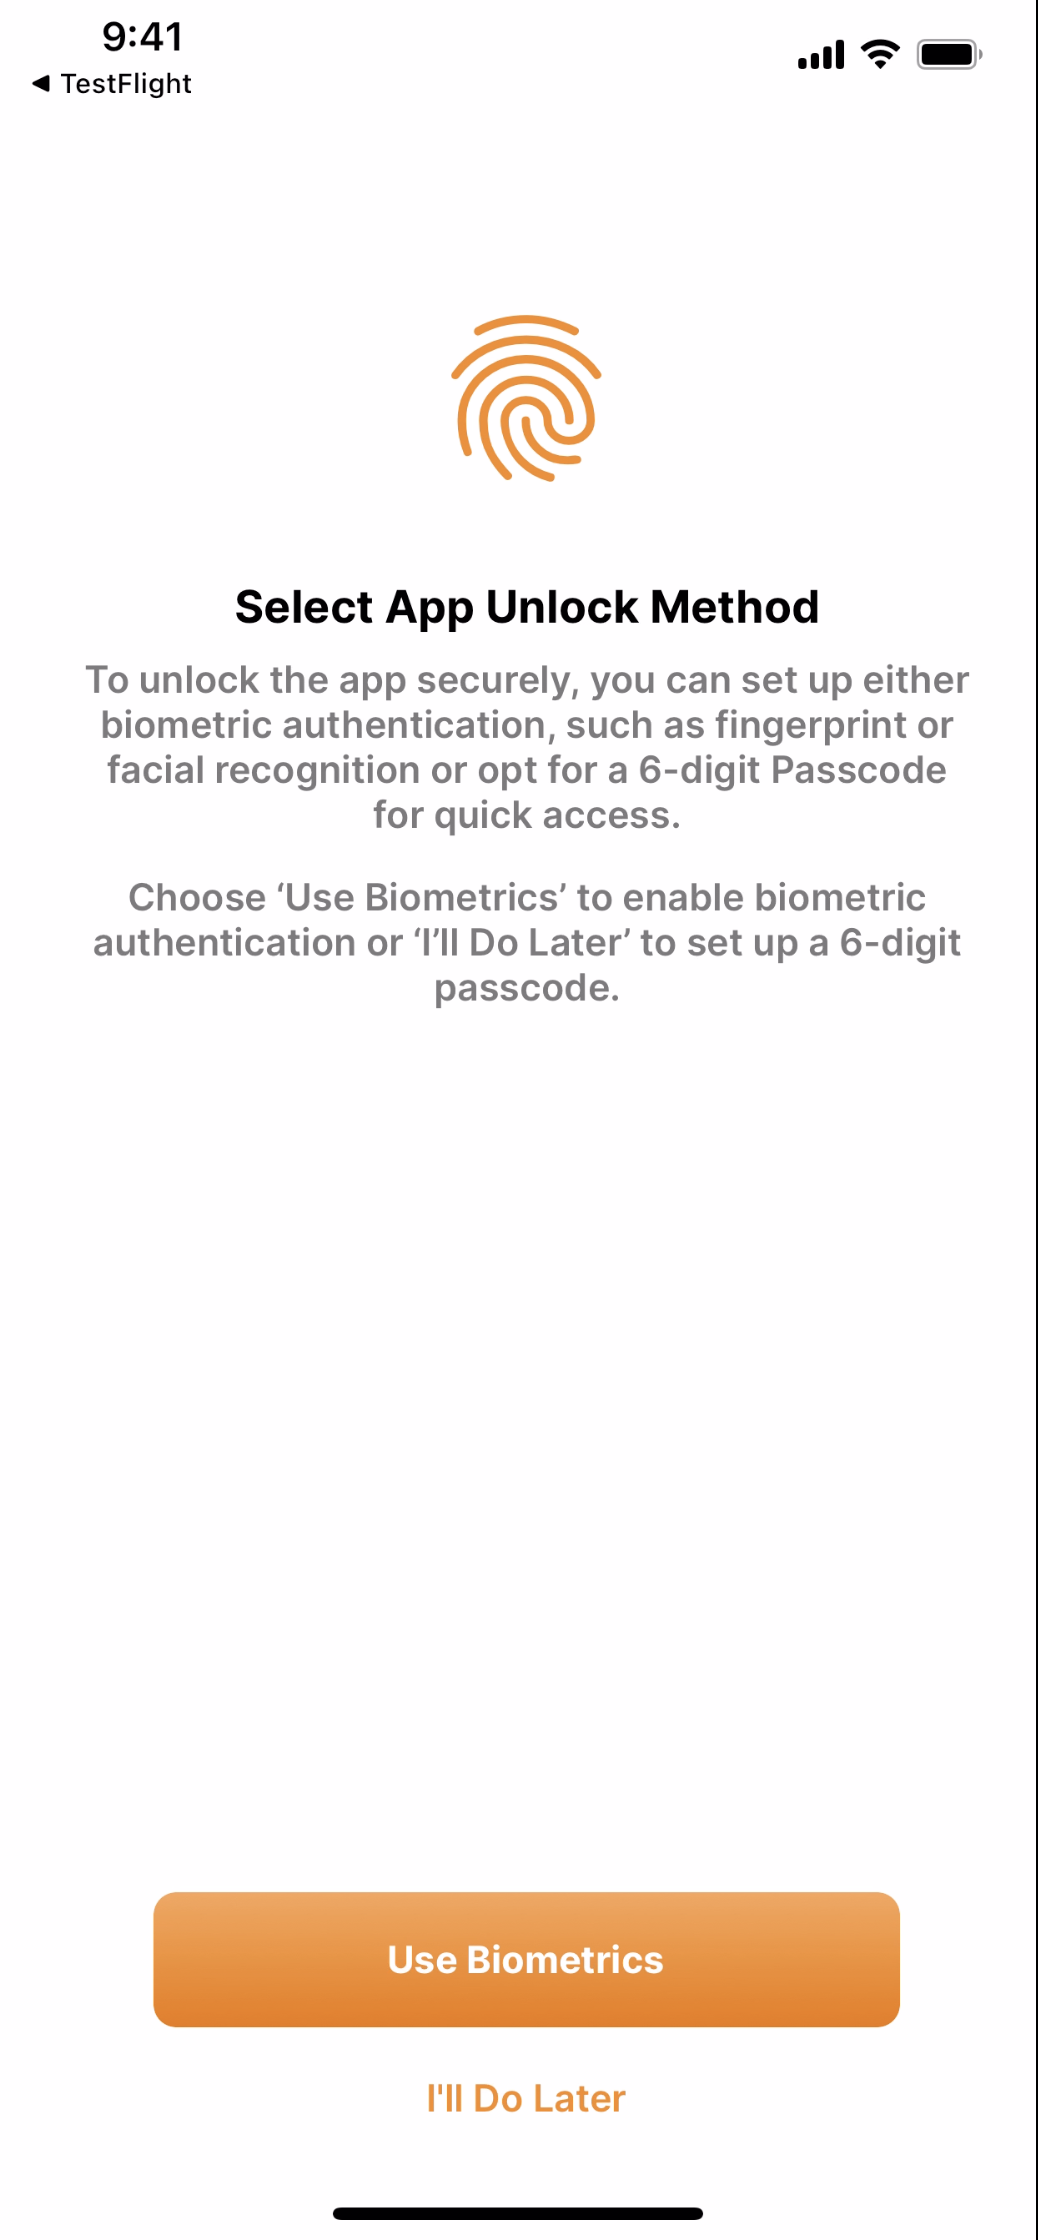 9:41
◀ TestFlight
Select App Unlock Method
To unlock the app securely, you can set up either
biometric authentication, such as fingerprint or
facial recognition or opt for a 6-digit Passcode
for quick access.
Choose ‘Use Biometrics’ to enable biometric
authentication or ‘I’ll Do Later’ to set up a 6-digit
passcode.
Use Biometrics
I'll Do Later